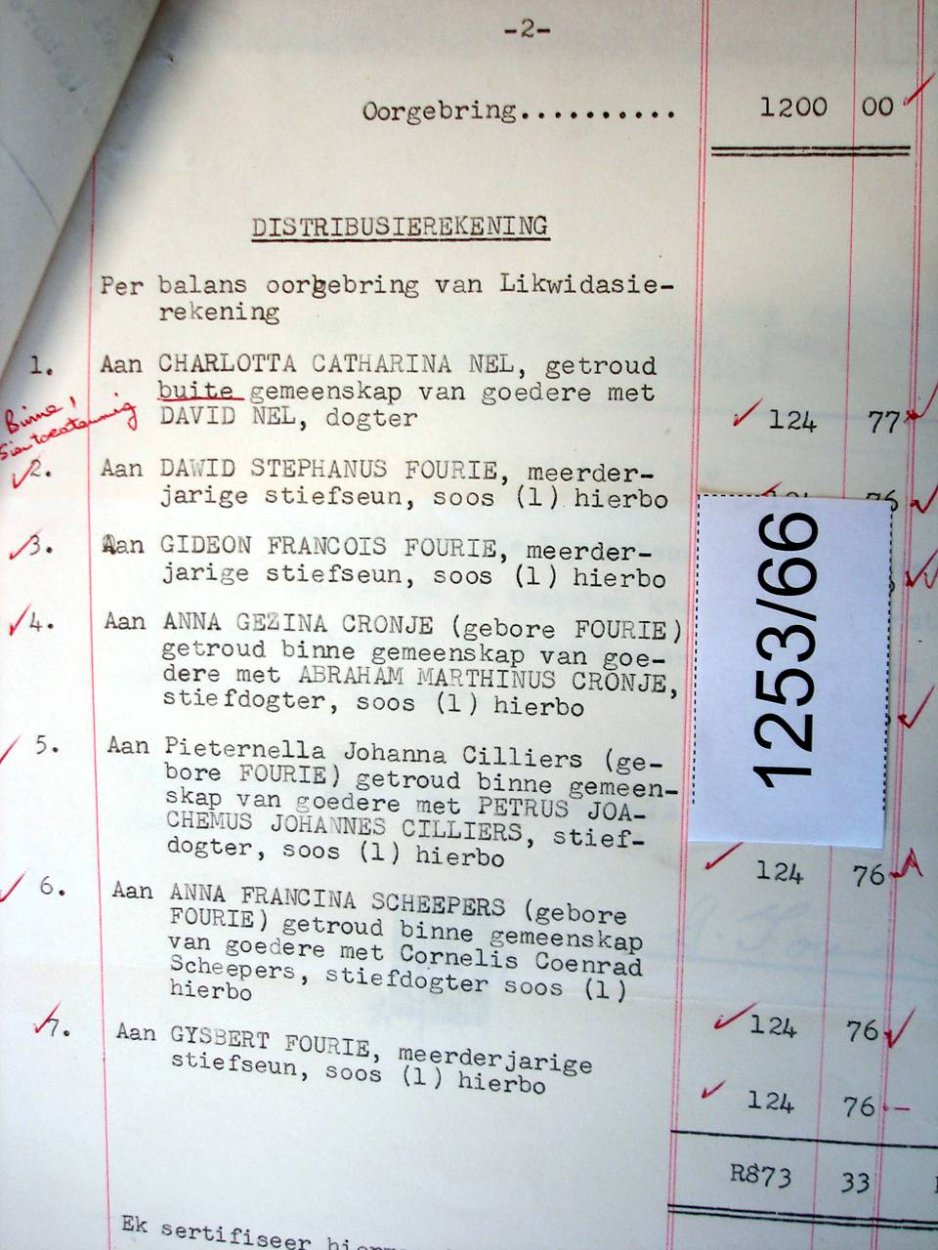 -2-
Oorgebring.......... 1200 00
DISTRIBUSIEREKENING
Per balans oorgebring van Likwidasie-
rekening
1. Aan CHARLOTTA CATHARINA NEL, getroud
buite gemeenskap van goedere met
DAVID NEL, dogter 124 77
Binne,
2. Aan DAWID STEPHANUS FOURIE, meerder-
jarige stiefseun, soos (1) hierbo
3. Aan GIDEON FRANCOIS FOURIE, meerder-
jarige stiefseun, soos (1) hierbo
4. Aan ANNA GEZINA CRONJE (gebore FOURIE)
getroud binne gemeenskap van goe-
dere met ABRAHAM MARTHINUS CRONJE,
stiefdogter, soos (1) hierbo
1253/66
5. Aan Pieternella Johanna Cilliers (ge-
bore FOURIE) getroud binne gemeen-
skap van goedere met PETRUS JOA-
CHEMUS JOHANNES CILLIERS, stief-
dogter, soos (1) hierbo 124 76
6. Aan ANNA FRANCINA SCHEEPERS (gebore
FOURIE) getroud binne gemeenskap
van goedere met Cornelis Coenrad
Scheepers, stiefdogter soos (1)
hierbo 124 76
7. Aan GYSBERT FOURIE, meerderjarige
stiefseun, soos (1) hierbo 124 76
R873 33
Ek sertifiseer